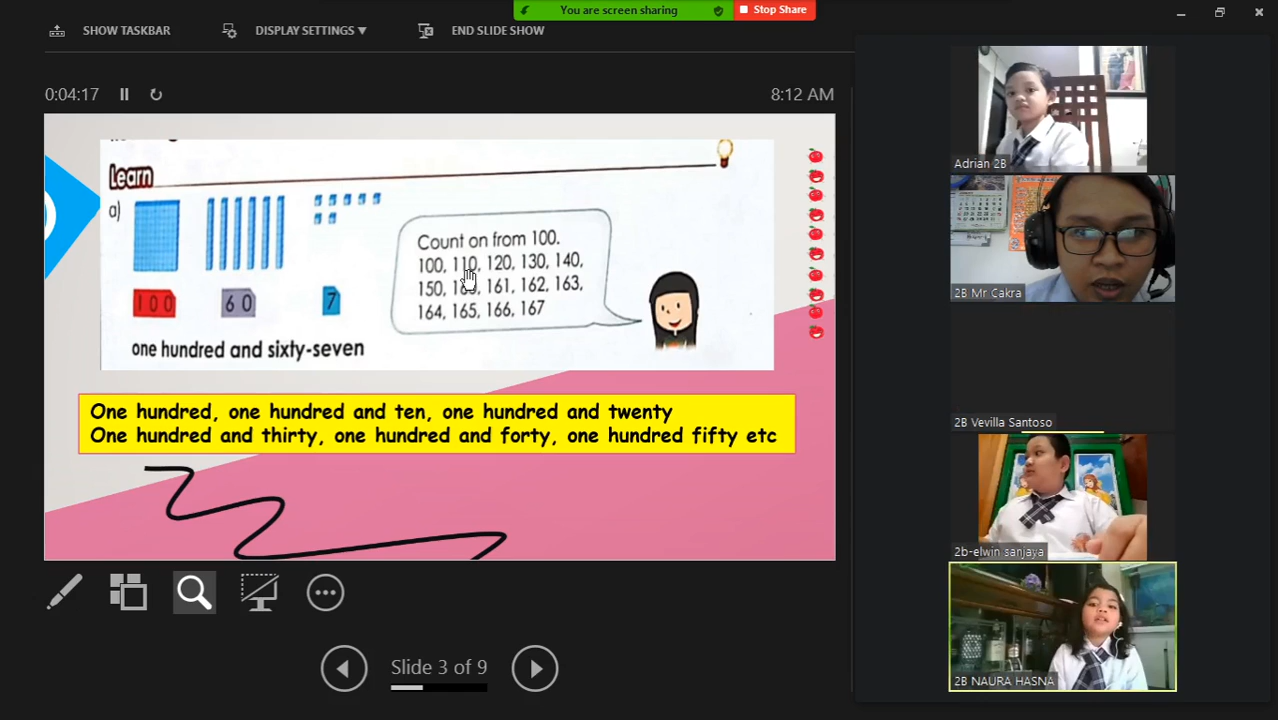 You are screen sharing
Stop Share
SHOW TASKBAR
DISPLAY SETTINGS
END SLIDE SHOW
0:04:17
8:12 AM
Learn
a)
Count on from 100.
100, 110, 120, 130, 140,
150, 160, 161, 162, 163,
164, 165, 166, 167
100
60
7
one hundred and sixty-seven
One hundred, one hundred and ten, one hundred and twenty
One hundred and thirty, one hundred and forty, one hundred fifty etc
Slide 3 of 9
Adrian 2B
2B Mr Cakra
2B Vevilla Santoso
2b-elwin sanjaya
2B NAURA HASNA